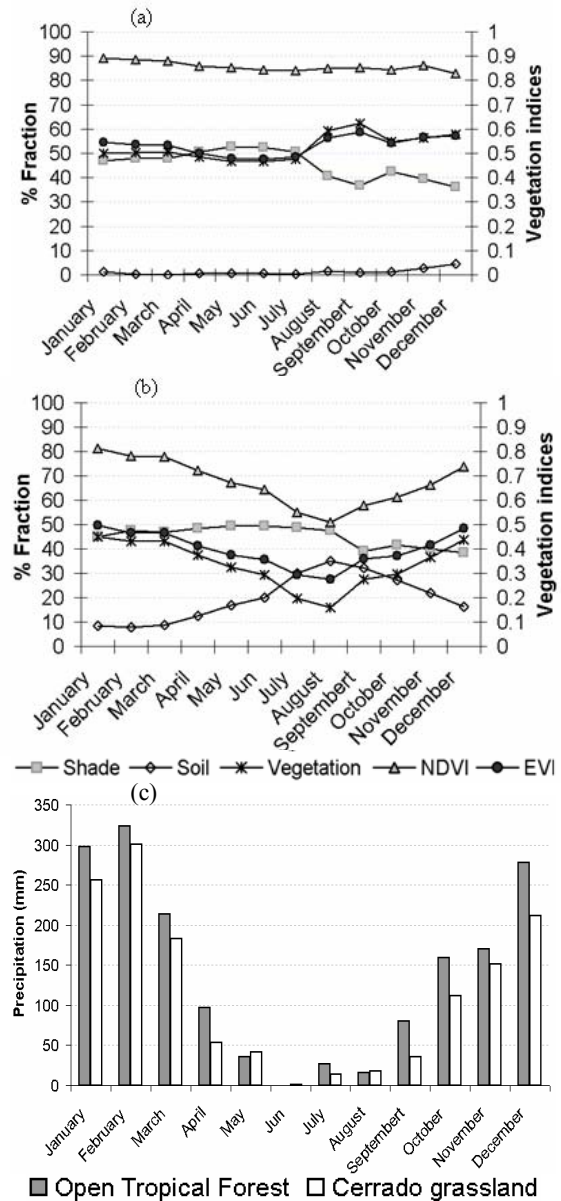 (a)
100 90 80 70 60 50 40 30 20 10 0
% Fraction
1 0.9 0.8 0.7 0.6 0.5 0.4 0.3 0.2 0.1 0
Vegetation indices
January February March April May Jun July August Septembert October November December
(b)
100 90 80 70 60 50 40 30 20 10 0
% Fraction
1 0.9 0.8 0.7 0.6 0.5 0.4 0.3 0.2 0.1 0
Vegetation indices
January February March April May Jun July August Septembert October November December
Shade Soil Vegetation NDVI EVI
(c)
350 300 250 200 150 100 50 0
Precipitation (mm)
January February March April May Jun July August Septembert October November December
Open Tropical Forest Cerrado grassland